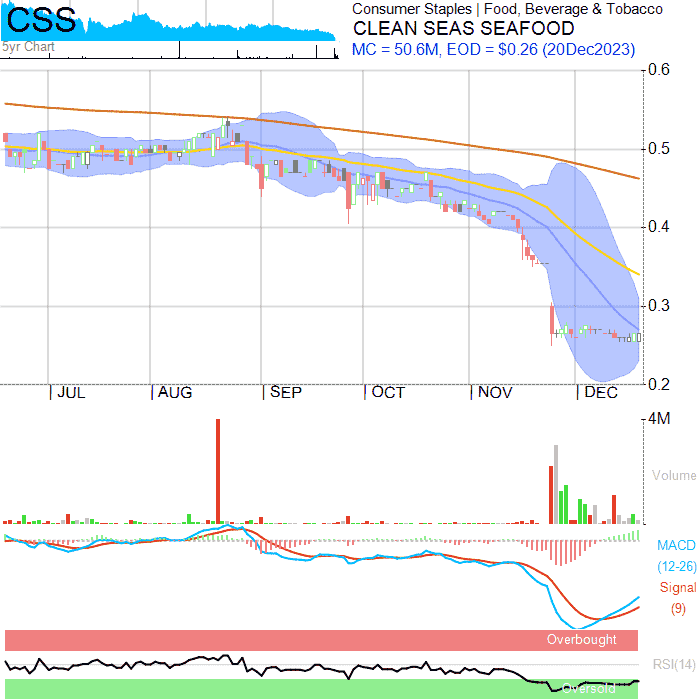 CSS
5yr Chart
Consumer Staples | Food, Beverage & Tobacco
CLEAN SEAS SEAFOOD
MC = 50.6M, EOD = $0.26 (20Dec2023)
0.6
0.5
0.4
0.3
0.2
JUL AUG SEP OCT NOV DEC
4M
Volume
MACD
(12-26)
Signal
(9)
Overbought
RSI(14)
Oversold